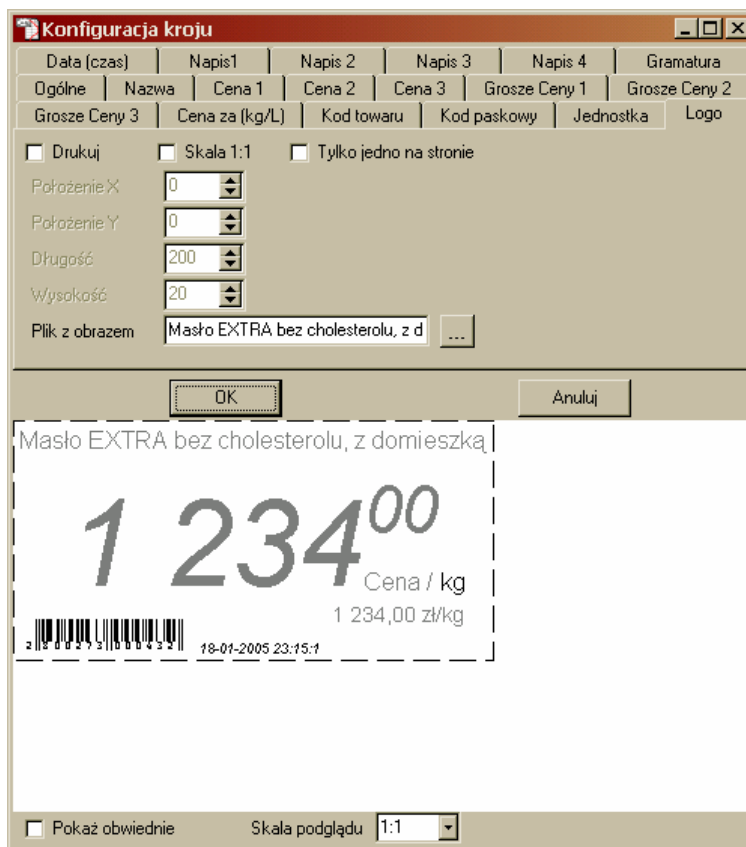 Konfiguracja kroju
Data (czas) Napis1 Napis 2 Napis 3 Napis 4 Gramatura
Ogólne Nazwa Cena 1 Cena 2 Cena 3 Grosze Ceny 1 Grosze Ceny 2
Grosze Ceny 3 Cena za (kg/L) Kod towaru Kod paskowy Jednostka Logo
Drukuj Skala 1:1 Tylko jedno na stronie
Położenie X 0
Położenie Y 0
Długość 200
Wysokość 20
Plik z obrazem Masło EXTRA bez cholesterolu, z d ...
OK Anuluj
Masło EXTRA bez cholesterolu, z domieszką
1 234 00
Cena / kg
1 234,00 zł/kg
2 800273 000432
18-01-2005 23:15:1
Pokaż obwiednie Skala podglądu 1:1